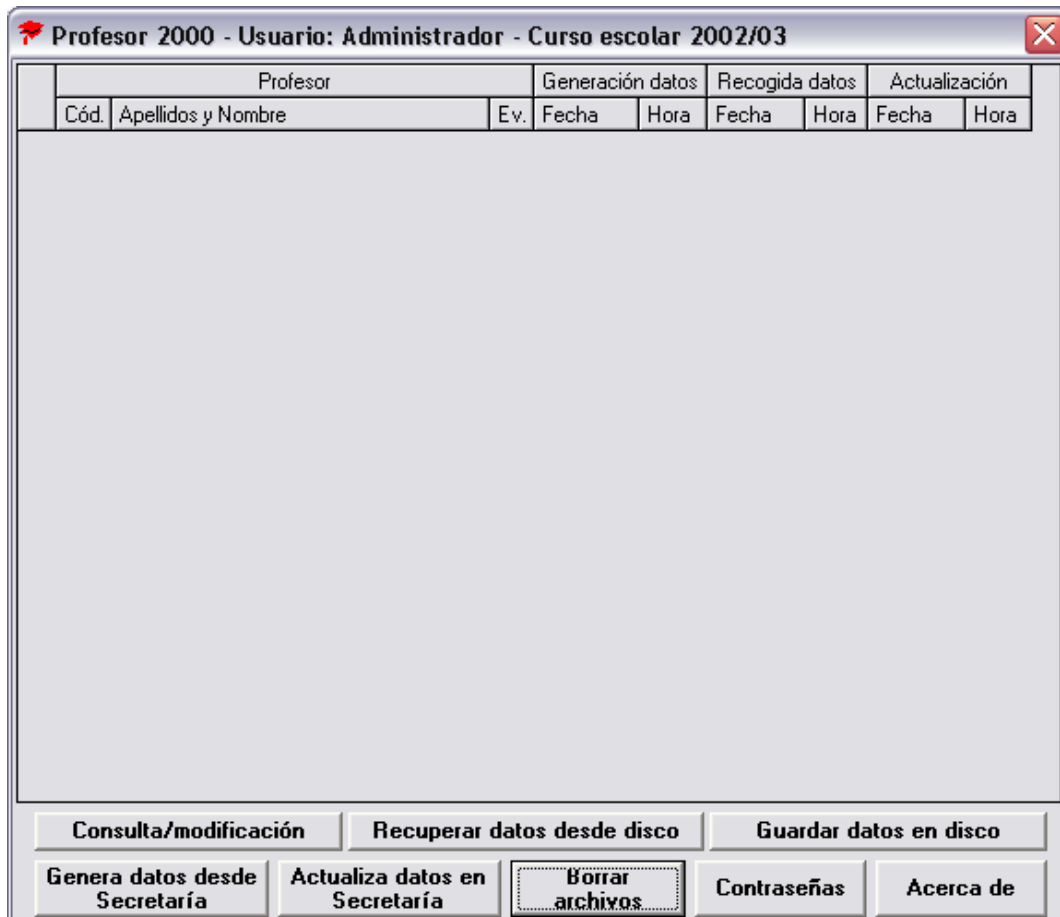 Profesor 2000 - Usuario: Administrador - Curso escolar 2002/03
Profesor Generación datos Recogida datos Actualización
Cód. Apellidos y Nombre Ev. Fecha Hora Fecha Hora Fecha Hora
Consulta/modificación Recuperar datos desde disco Guardar datos en disco
Genera datos desde Secretaría Actualiza datos en Secretaría Borrar archivos Contraseñas Acerca de